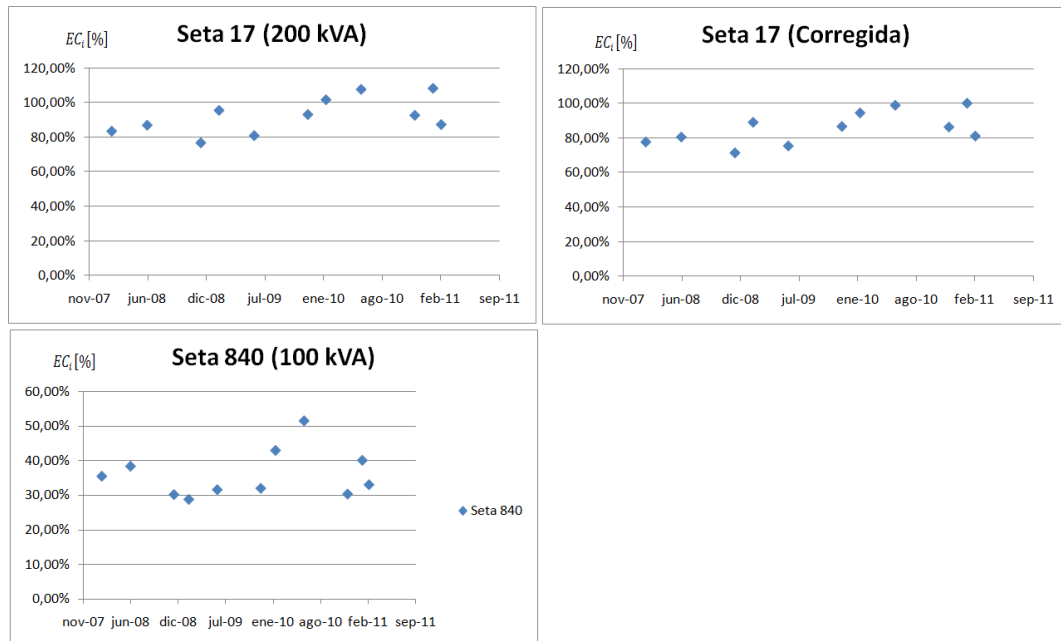 Seta 17 (200 kVA)
EC_i [%]
120,00%
100,00%
80,00%
60,00%
40,00%
20,00%
0,00%
nov-07 jun-08 dic-08 jul-09 ene-10 ago-10 feb-11 sep-11
Seta 17 (Corregida)
EC_i [%]
120,00%
100,00%
80,00%
60,00%
40,00%
20,00%
0,00%
nov-07 jun-08 dic-08 jul-09 ene-10 ago-10 feb-11 sep-11
Seta 840 (100 kVA)
EC_i [%]
60,00%
50,00%
40,00%
30,00%
20,00%
10,00%
0,00%
nov-07 jun-08 dic-08 jul-09 ene-10 ago-10 feb-11 sep-11
Seta 840